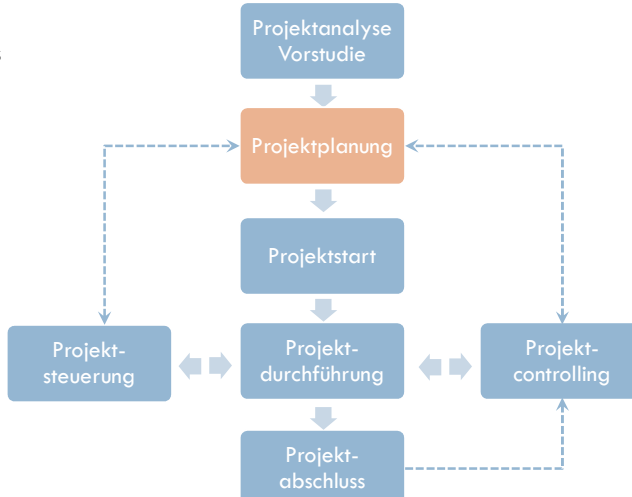 Projektanalyse
Vorstudie
Projektplanung
Projektstart
Projekt-
steuerung
Projekt-
durchführung
Projekt-
controlling
Projekt-
abschluss